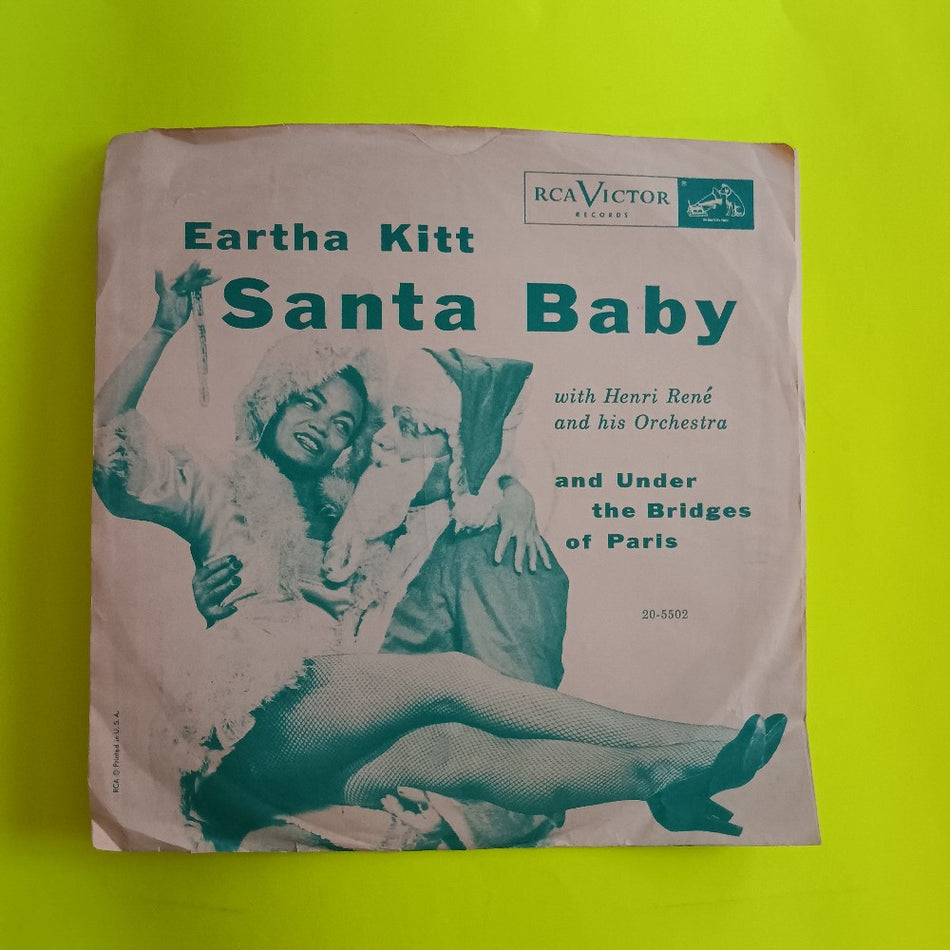 RCA VICTOR
RECORDS
Eartha Kitt
Santa Baby
with Henri René
and his Orchestra
and Under
the Bridges
of Paris
20-5502
RCA © Printed in U. S. A.